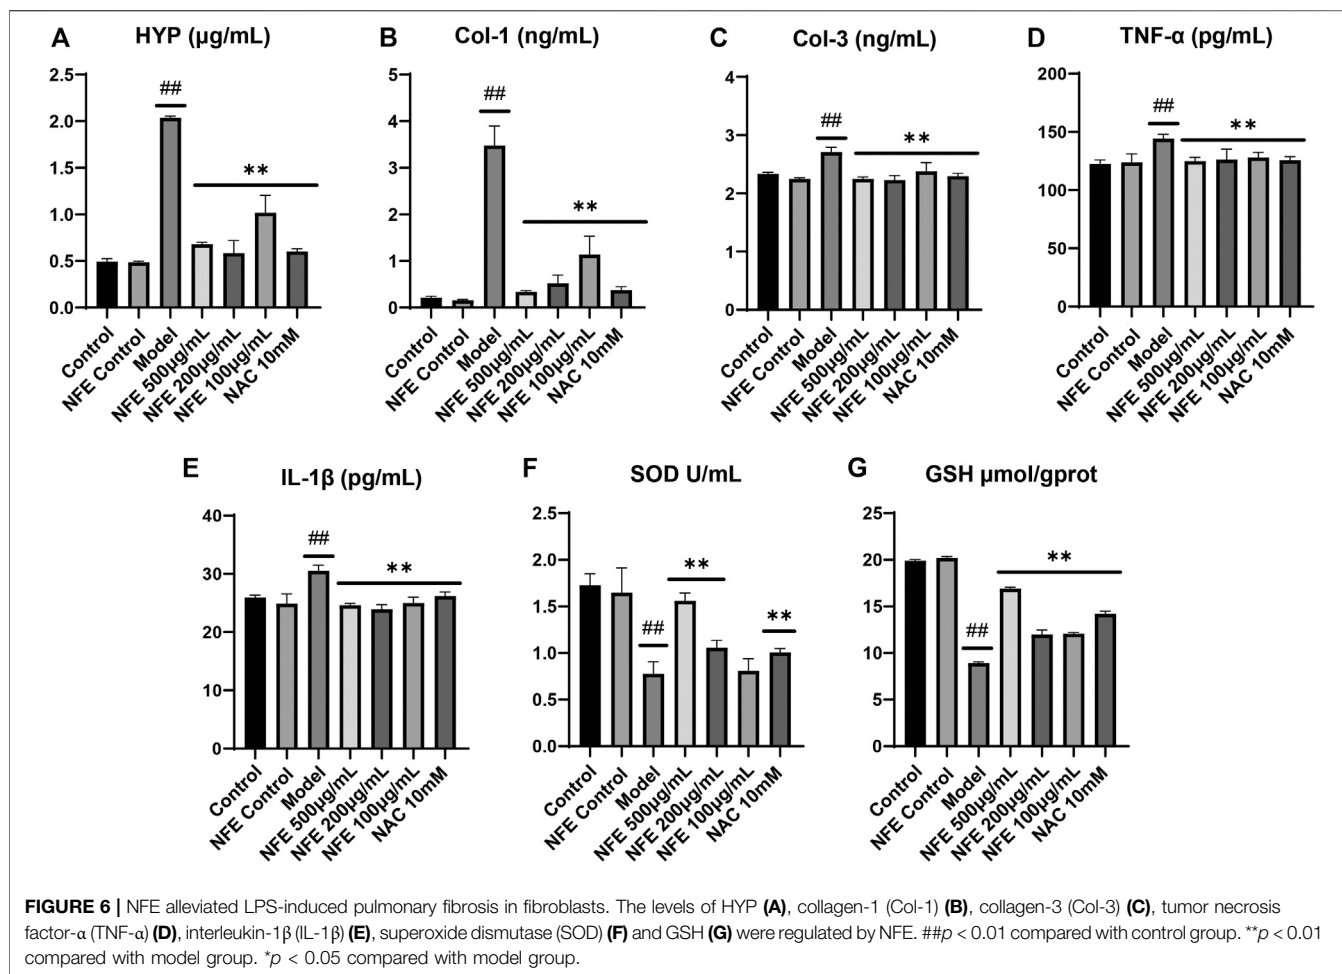 A HYP (µg/mL)
2.5
2.0
1.5
1.0
0.5
0.0
##
**
Control
NFE Control
Model
NFE 500µg/mL
NFE 200µg/mL
NFE 100µg/mL
NAC 10mM
B Col-1 (ng/mL)
5
4
3
2
1
0
##
**
Control
NFE Control
Model
NFE 500µg/mL
NFE 200µg/mL
NFE 100µg/mL
NAC 10mM
C Col-3 (ng/mL)
4
3
2
1
0
##
**
Control
NFE Control
Model
NFE 500µg/mL
NFE 200µg/mL
NFE 100µg/mL
NAC 10mM
D TNF-α (pg/mL)
200
150
100
50
0
##
**
Control
NFE Control
Model
NFE 500µg/mL
NFE 200µg/mL
NFE 100µg/mL
NAC 10mM
E IL-1β (pg/mL)
40
30
20
10
0
##
**
Control
NFE Control
Model
NFE 500µg/mL
NFE 200µg/mL
NFE 100µg/mL
NAC 10mM
F SOD U/mL
2.5
2.0
1.5
1.0
0.5
0.0
##
**
**
Control
NFE Control
Model
NFE 500µg/mL
NFE 200µg/mL
NFE 100µg/mL
NAC 10mM
G GSH µmol/gprot
25
20
15
10
5
0
##
**
Control
NFE Control
Model
NFE 500µg/mL
NFE 200µg/mL
NFE 100µg/mL
NAC 10mM
FIGURE 6 | NFE alleviated LPS-induced pulmonary fibrosis in fibroblasts. The levels of HYP (A), collagen-1 (Col-1) (B), collagen-3 (Col-3) (C), tumor necrosis
factor-α (TNF-α) (D), interleukin-1β (IL-1β) (E), superoxide dismutase (SOD) (F) and GSH (G) were regulated by NFE. ##p < 0.01 compared with control group. **p < 0.01
compared with model group. *p < 0.05 compared with model group.